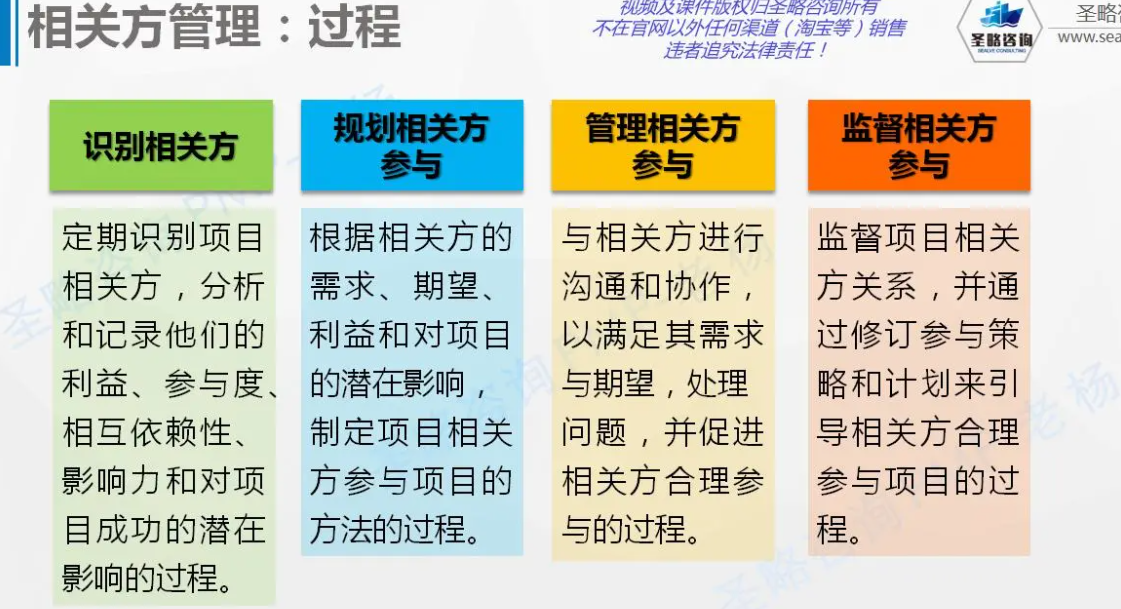 相关方管理：过程
视频及课件版权归圣略咨询所有
不在官网以外任何渠道（淘宝等）销售
违者追究法律责任！
圣略咨询
SEALVE CONSULTING
圣略
www.sea
识别相关方
定期识别项目
相关方，分析
和记录他们的
利益、参与度、
相互依赖性、
影响力和对项
目成功的潜在
影响的过程。
规划相关方
参与
根据相关方的
需求、期望、
利益和对项目
的潜在影响，
制定项目相关
方参与项目的
方法的过程。
管理相关方
参与
与相关方进行
沟通和协作，
以满足其需求
与期望，处理
问题，并促进
相关方合理参
与的过程。
监督相关方
参与
监督项目相关
方关系，并通
过修订参与策
略和计划来引
导相关方合理
参与项目的过
程。